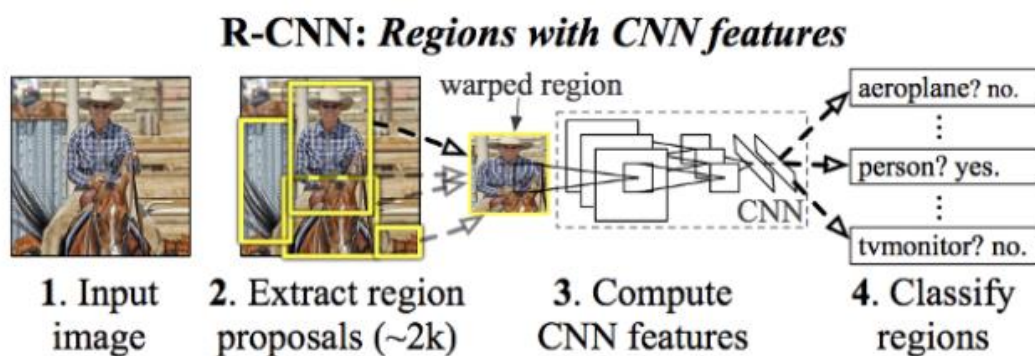 R-CNN: Regions with CNN features
warped region
aeroplane? no.
⋮
person? yes.
⋮
tvmonitor? no.
CNN
1. Input
image
2. Extract region
proposals (~2k)
3. Compute
CNN features
4. Classify
regions